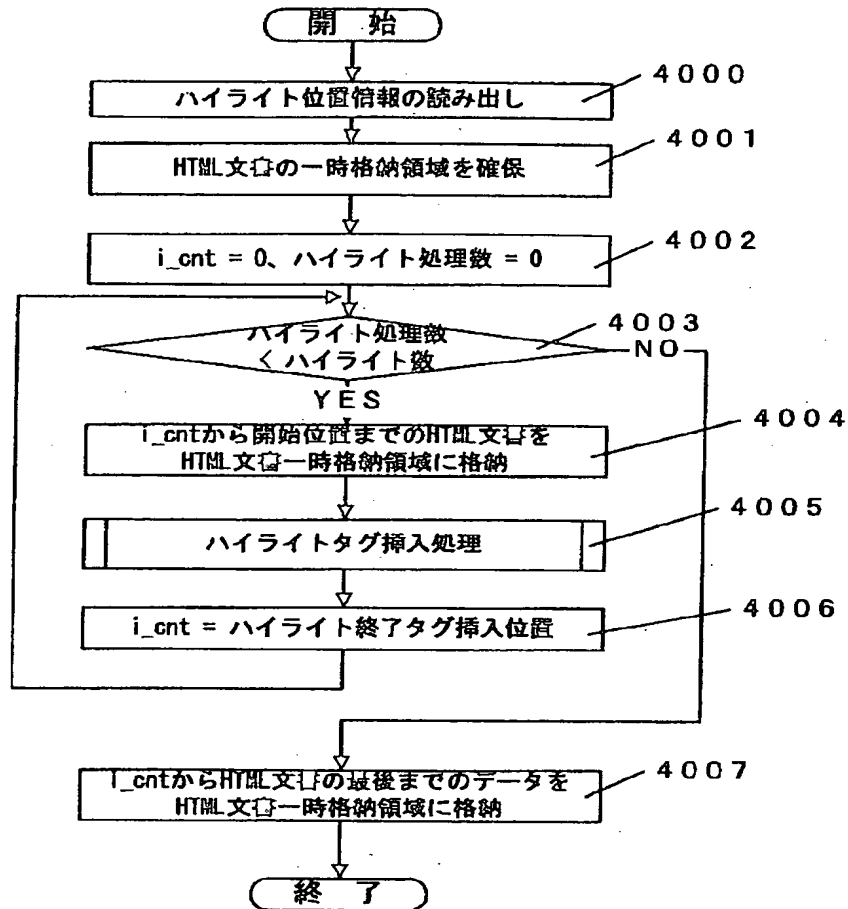 開 始
ハイライト位置情報の読み出し
4000
HTML文書の一時格納領域を確保
4001
i_cnt = 0、ハイライト処理数 = 0
4002
ハイライト処理数
< ハイライト数
4003
NO
YES
i_cntから開始位置までのHTML文書を
HTML文書一時格納領域に格納
4004
ハイライトタグ挿入処理
4005
i_cnt = ハイライト終了タグ挿入位置
4006
i_cntからHTML文書の最後までのデータを
HTML文書一時格納領域に格納
4007
終 了